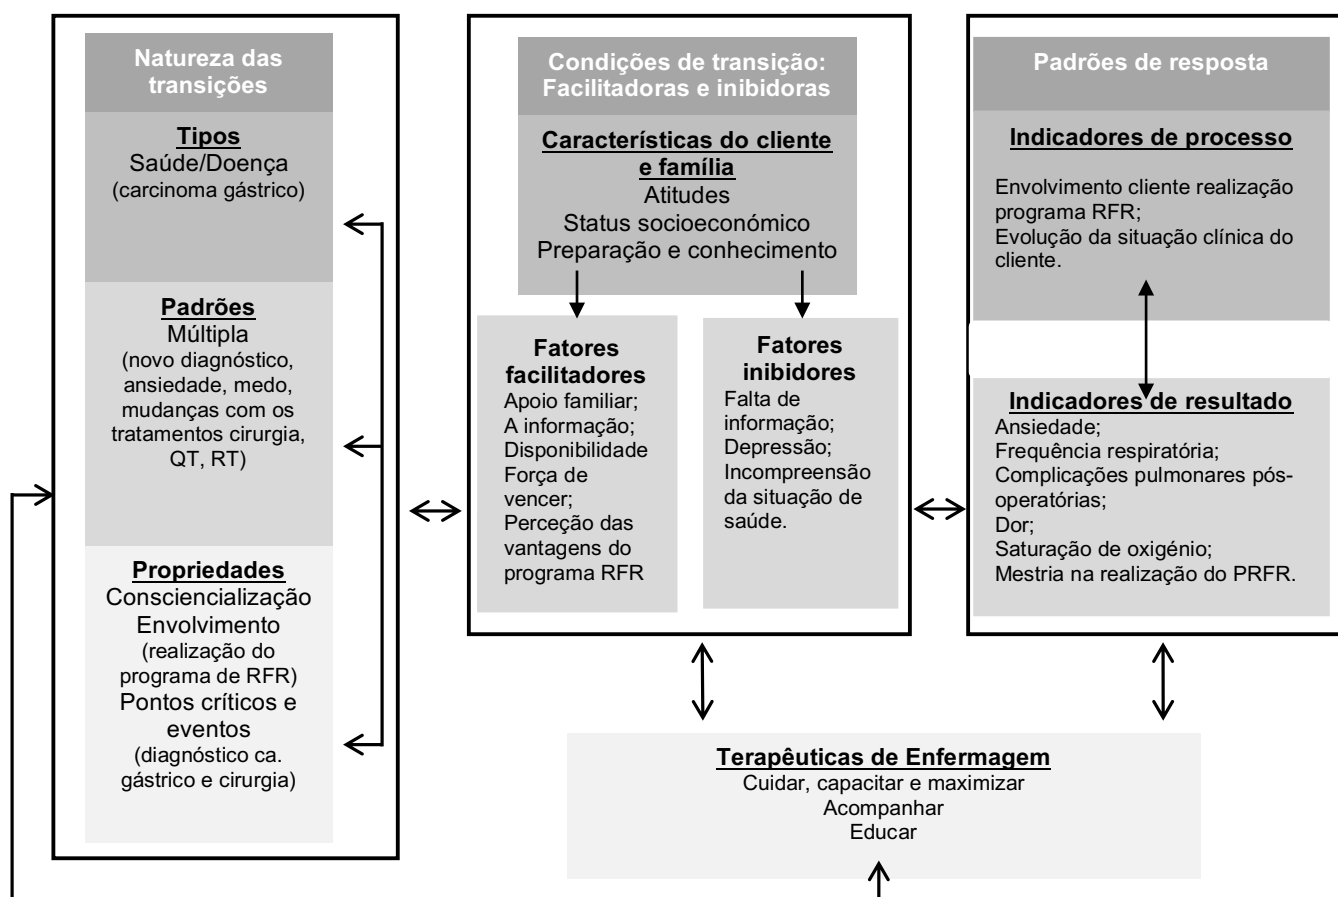 Natureza das
transições
Tipos
Saúde/Doença
(carcinoma gástrico)
Padrões
Múltipla
(novo diagnóstico,
ansiedade, medo,
mudanças com os
tratamentos cirurgia,
QT, RT)
Propriedades
Consciencialização
Envolvimento
(realização do
programa de RFR)
Pontos críticos e
eventos
(diagnóstico ca.
gástrico e cirurgia)
Condições de transição:
Facilitadoras e inibidoras
Características do cliente
e família
Atitudes
Status socioeconómico
Preparação e conhecimento
Fatores
facilitadores
Apoio familiar;
A informação;
Disponibilidade
Força de
vencer;
Perceção das
vantagens do
programa RFR
Fatores
inibidores
Falta de
informação;
Depressão;
Incompreensão
da situação de
saúde.
Padrões de resposta
Indicadores de processo
Envolvimento cliente realização
programa RFR;
Evolução da situação clínica do
cliente.
Indicadores de resultado
Ansiedade;
Frequência respiratória;
Complicações pulmonares pós-
operatórias;
Dor;
Saturação de oxigénio;
Mestria na realização do PRFR.
Terapêuticas de Enfermagem
Cuidar, capacitar e maximizar
Acompanhar
Educar